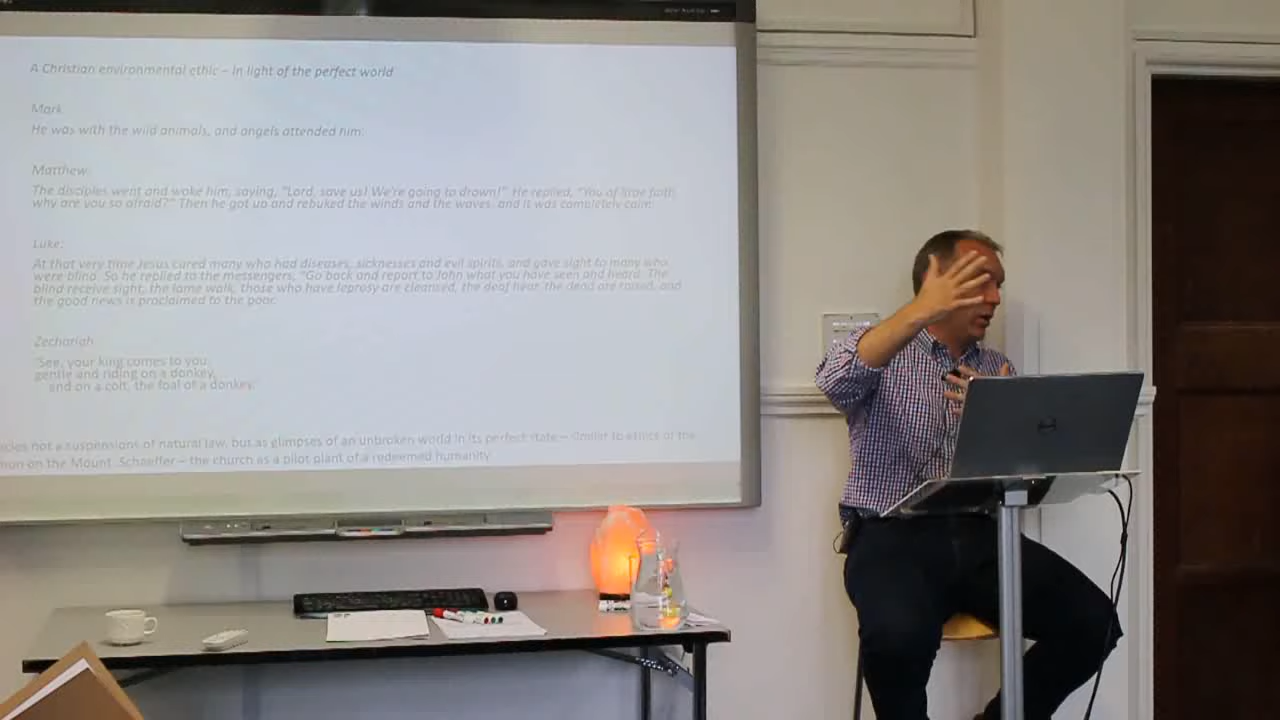 A Christian environmental ethic – in light of the perfect world
Mark
He was with the wild animals, and angels attended him.
Matthew:
The disciples went and woke him, saying, "Lord, save us! We're going to drown!" He replied, "You of little faith,
why are you so afraid?" Then he got up and rebuked the winds and the waves, and it was completely calm.
Luke:
At that very time Jesus cured many who had diseases, sicknesses and evil spirits, and gave sight to many who
were blind. So he replied to the messengers, "Go back and report to John what you have seen and heard: The
blind receive sight, the lame walk, those who have leprosy are cleansed, the deaf hear, the dead are raised, and
the good news is proclaimed to the poor.
Zechariah
"See, your king comes to you,
gentle and riding on a donkey,
and on a colt, the foal of a donkey."
not a suspensions of natural law, but as glimpses of an unbroken world in its perfect state – similar to ethics of the
on the Mount. Schaeffer – the church as a pilot plant of a redeemed humanity